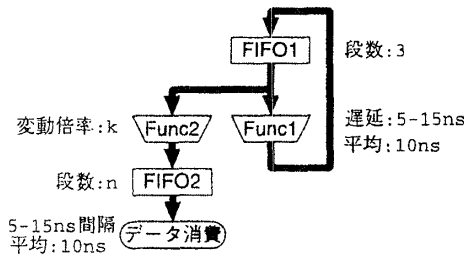 FIFO1
段数:3
変動倍率:k
Func2
Func1
遅延:5-15ns
平均:10ns
段数:n
FIFO2
5-15ns間隔
平均:10ns
データ消費